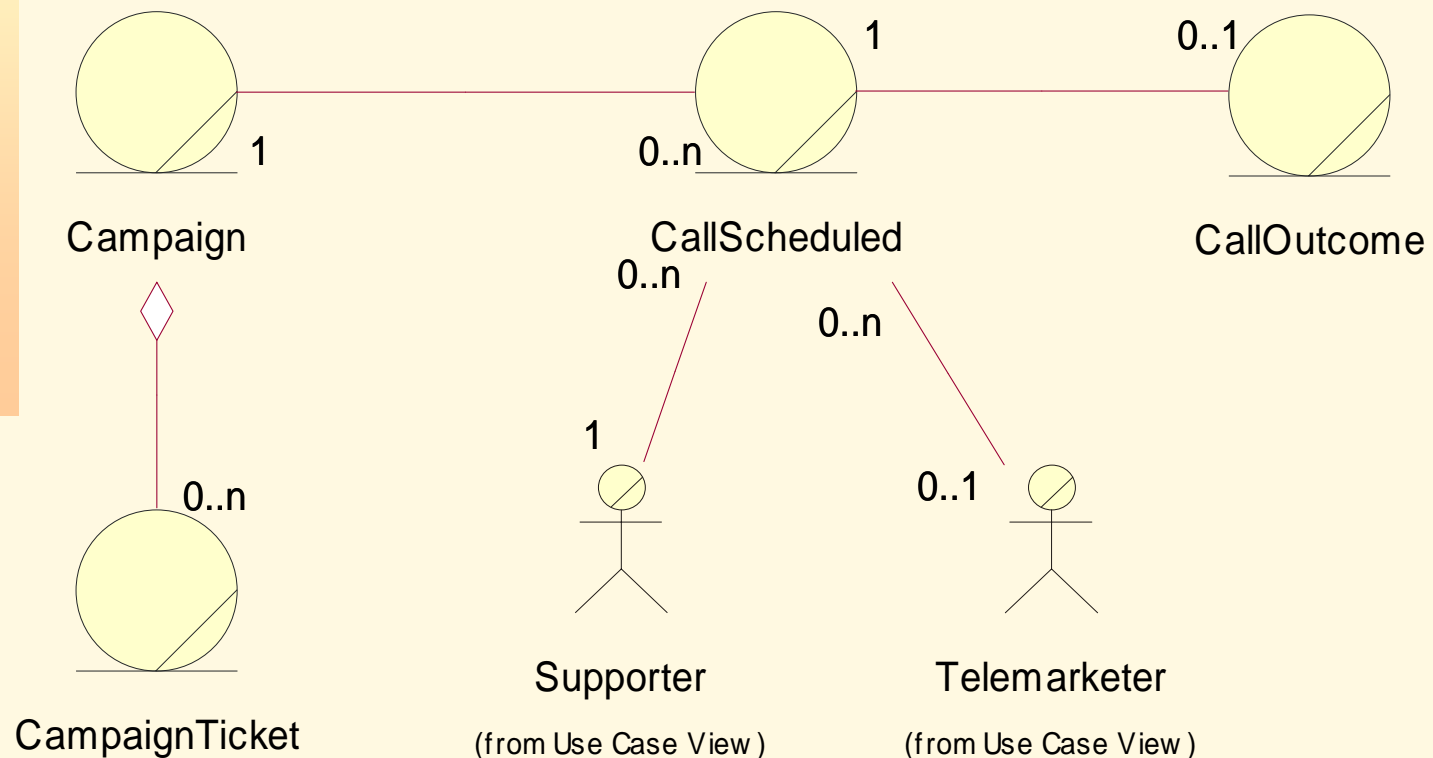 1
0..1
1
0..n
Campaign
CallScheduled
CallOutcome
0..n
0..n
1
0..1
0..n
Supporter
Telemarketer
CampaignTicket
(from Use Case View)
(from Use Case View)